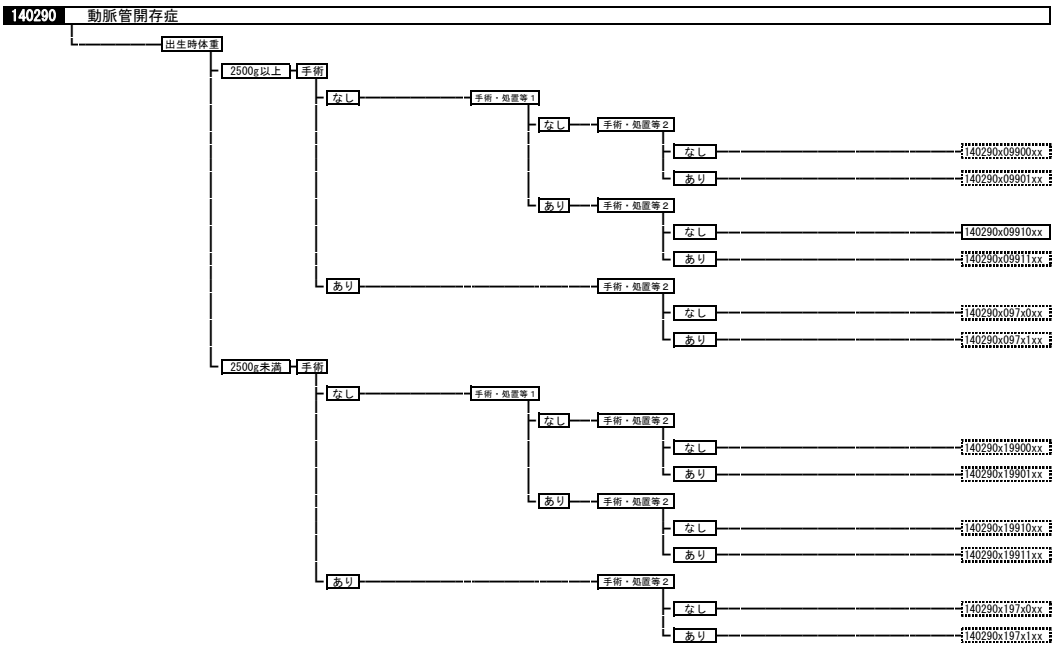 140290 動脈管開存症
出生時体重
2500g以上 手術
なし 手術・処置等１
なし 手術・処置等２
なし 140290x09900xx
あり 140290x09901xx
あり 手術・処置等２
なし 140290x09910xx
あり 140290x09911xx
あり 手術・処置等２
なし 140290x097x0xx
あり 140290x097x1xx
2500g未満 手術
なし 手術・処置等１
なし 手術・処置等２
なし 140290x19900xx
あり 140290x19901xx
あり 手術・処置等２
なし 140290x19910xx
あり 140290x19911xx
あり 手術・処置等２
なし 140290x197x0xx
あり 140290x197x1xx